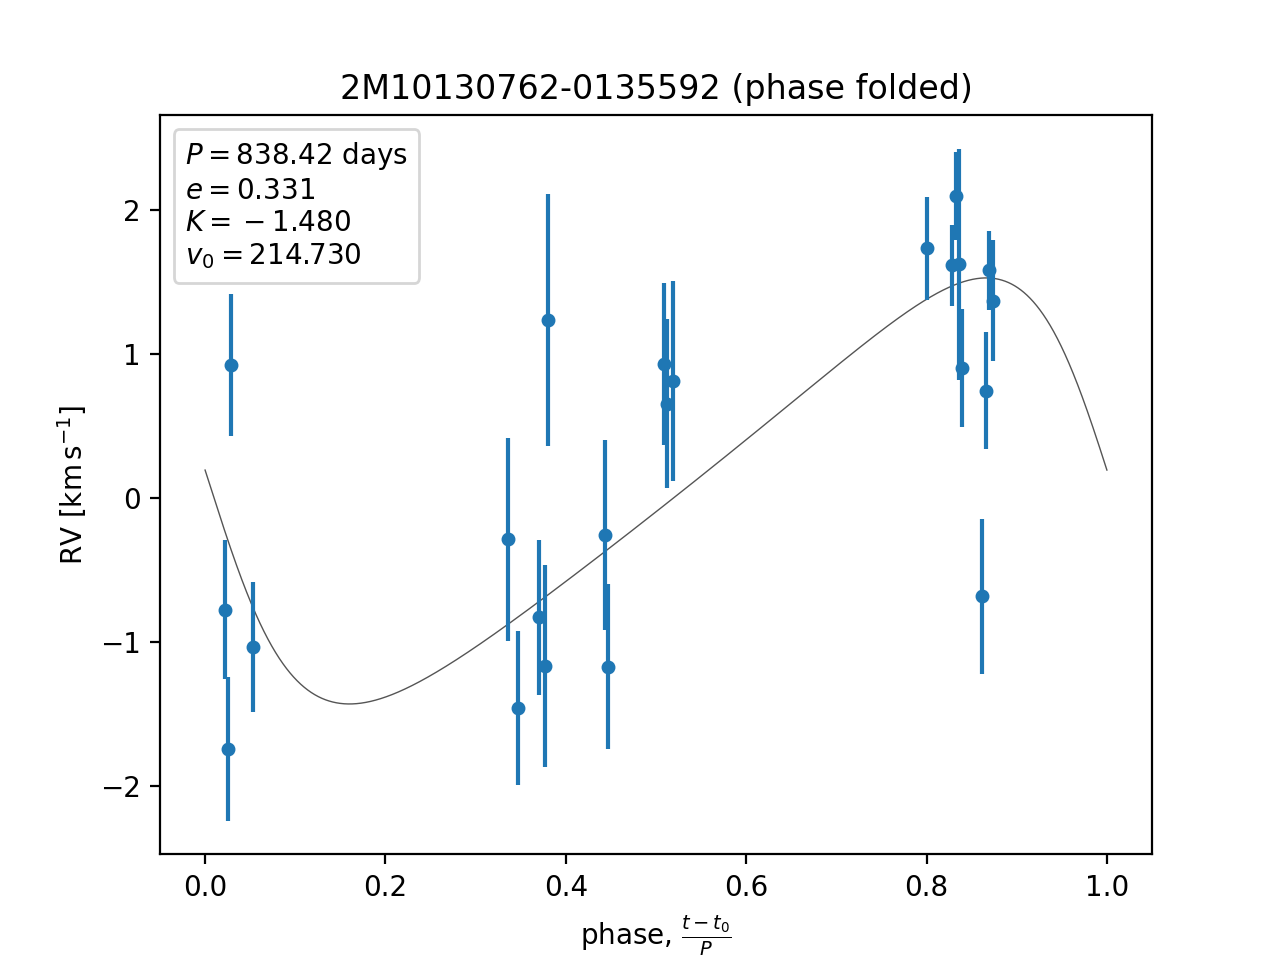 2M10130762-0135592 (phase folded)
P = 838.42 days
e = 0.331
K = −1.480
v₀ = 214.730
2
1
0
−1
−2
RV [km s⁻¹]
0.0 0.2 0.4 0.6 0.8 1.0
phase, (t − t₀)/P